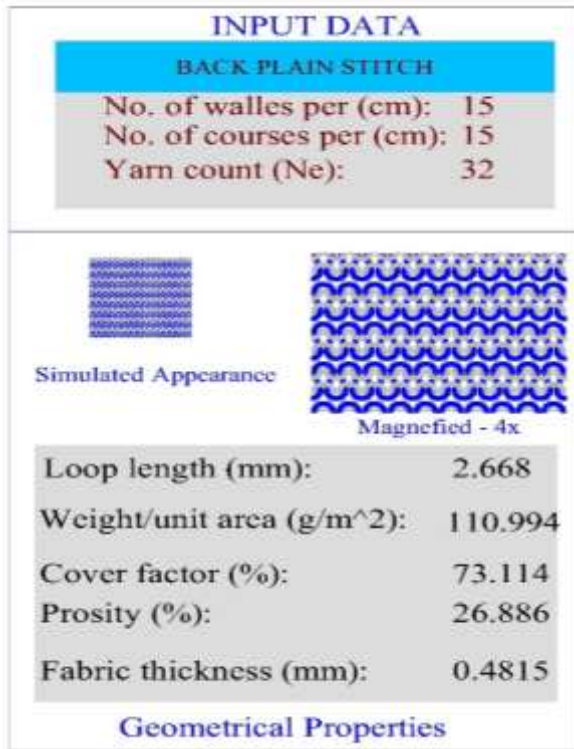 INPUT DATA
BACK PLAIN STITCH
No. of walles per (cm): 15
No. of courses per (cm): 15
Yarn count (Ne): 32
Simulated Appearance
Magnefied - 4x
Loop length (mm): 2.668
Weight/unit area (g/m^2): 110.994
Cover factor (%): 73.114
Prosity (%): 26.886
Fabric thickness (mm): 0.4815
Geometrical Properties